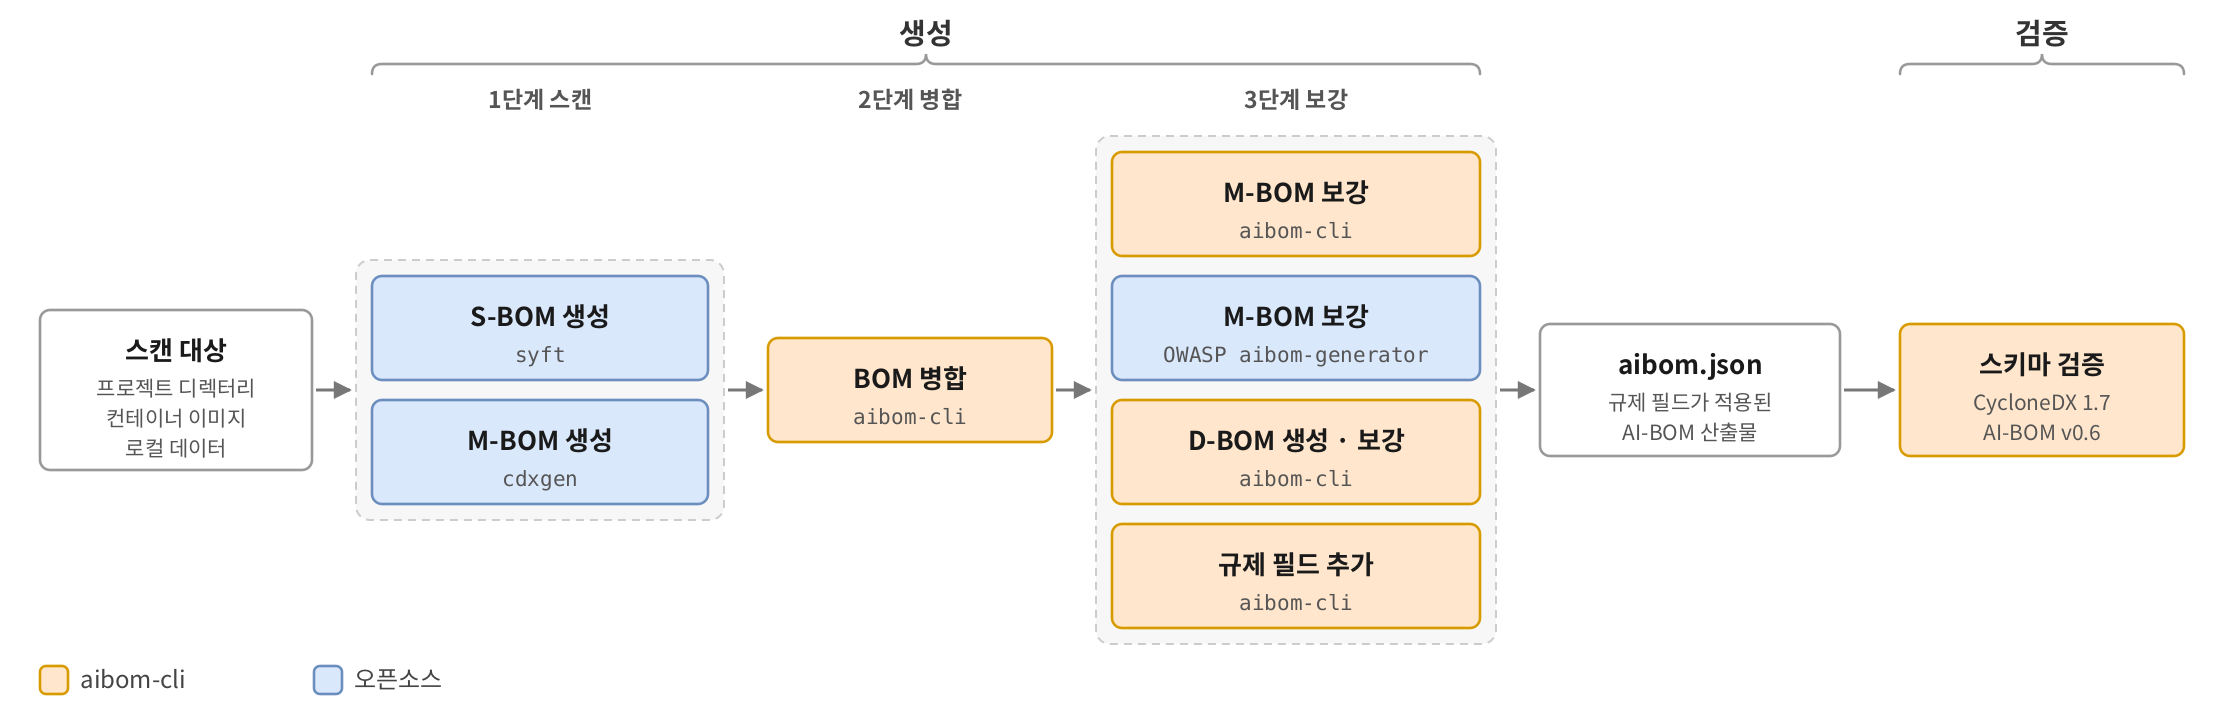 생성
검증
1단계 스캔
2단계 병합
3단계 보강
스캔 대상
프로젝트 디렉터리
컨테이너 이미지
로컬 데이터
S-BOM 생성
syft
M-BOM 생성
cdxgen
BOM 병합
aibom-cli
M-BOM 보강
aibom-cli
M-BOM 보강
OWASP aibom-generator
D-BOM 생성 · 보강
aibom-cli
규제 필드 추가
aibom-cli
aibom.json
규제 필드가 적용된
AI-BOM 산출물
스키마 검증
CycloneDX 1.7
AI-BOM v0.6
aibom-cli
오픈소스